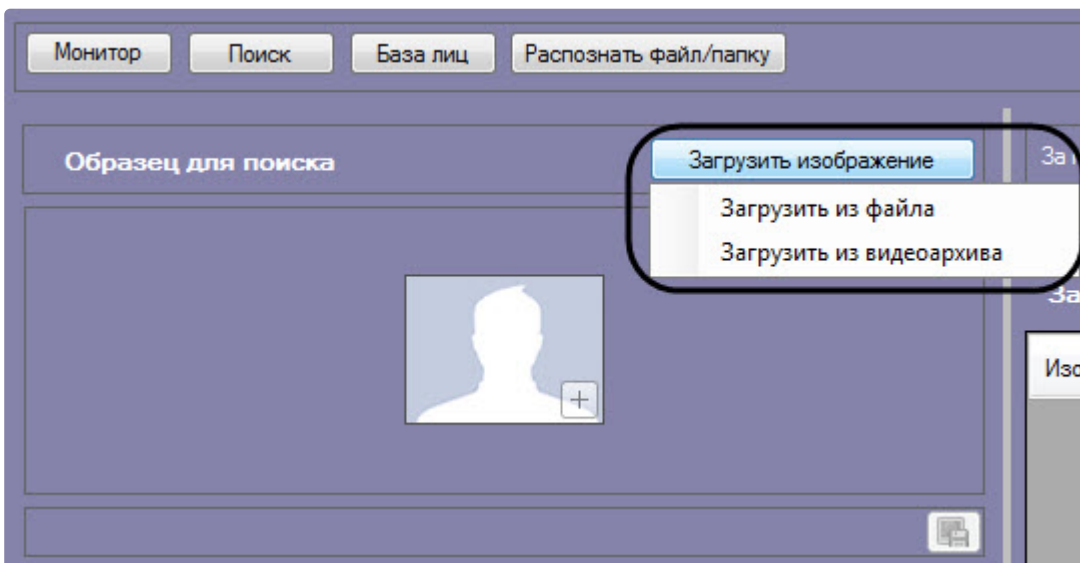 Монитор
Поиск
База лиц
Распознать файл/папку
Образец для поиска
Загрузить изображение
Загрузить из файла
Загрузить из видеоархива